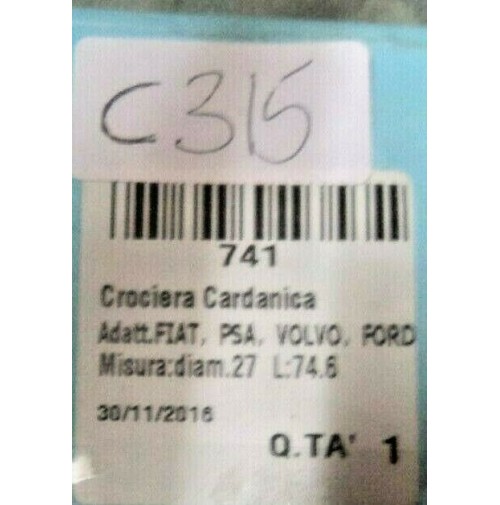 C315
741
Crociera Cardanica
Adatt.FIAT, PSA, VOLVO, FORD
Misura:diam.27 L:74.6
30/11/2016
Q.TA' 1